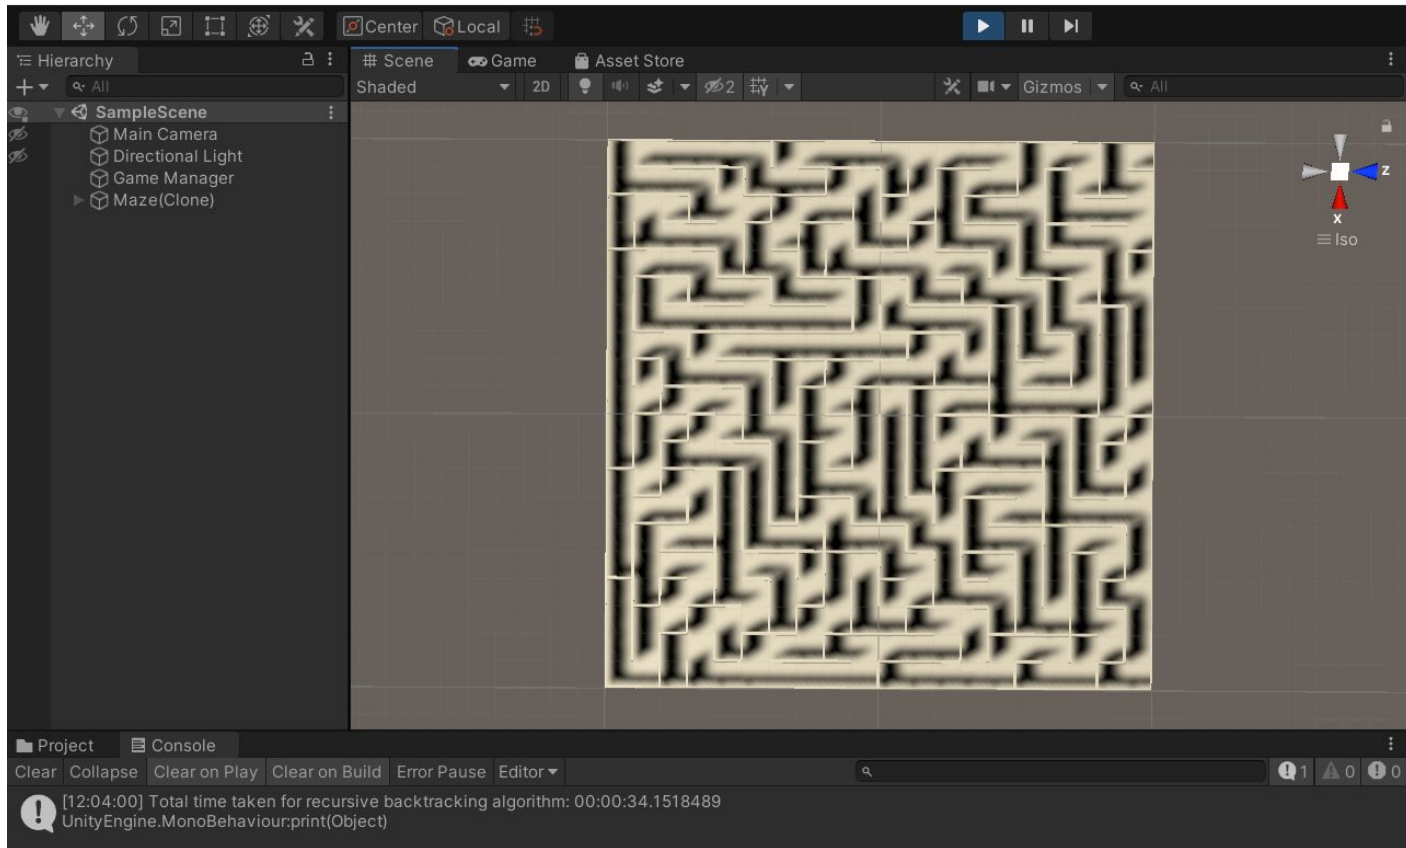 Center Local
Hierarchy
All
SampleScene
Main Camera
Directional Light
Game Manager
Maze(Clone)
Scene Game Asset Store
Shaded 2D 2 Gizmos All
z
x
Iso
Project Console
Clear Collapse Clear on Play Clear on Build Error Pause Editor 1 0 0
[12:04:00] Total time taken for recursive backtracking algorithm: 00:00:34.1518489
UnityEngine.MonoBehaviour:print(Object)